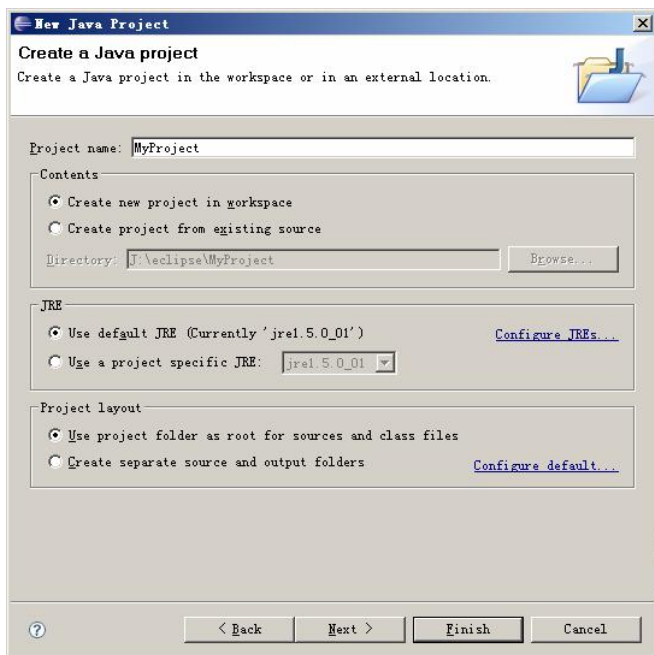 New Java Project
Create a Java project
Create a Java project in the workspace or in an external location.
Project name: MyProject
Contents
Create new project in workspace
Create project from existing source
Directory: J:\eclipse\MyProject Browse...
JRE
Use default JRE (Currently 'jre1.5.0_01') Configure JREs...
Use a project specific JRE: jre1.5.0_01
Project layout
Use project folder as root for sources and class files
Create separate source and output folders Configure default...
? < Back Next > Finish Cancel